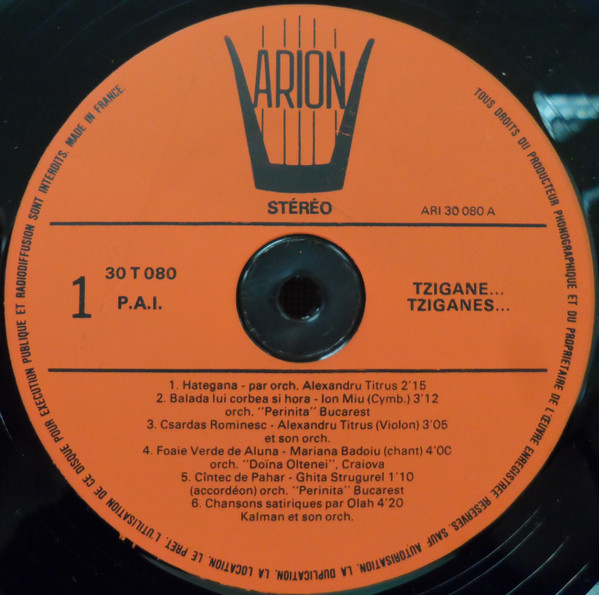 ARION
STÉRÉO
ARI 30 080 A
30 T 080
1
P.A.I.
TZIGANE...
TZIGANES...
1. Hategana - par orch. Alexandru Titrus 2'15
2. Balada lui corbea si hora - Ion Miu (Cymb.) 3'12
orch. "Perinita" Bucarest
3. Csardas Rominesc - Alexandru Titrus (Violon) 3'05
et son orch.
4. Foaie Verde de Aluna - Mariana Badoiu (chant) 4'00
orch. "Doïna Oltenei", Craiova
5. Cîntec de Pahar - Ghita Strugurel 1'10
(accordéon) orch. "Perinita" Bucarest
6. Chansons satiriques par Olah 4'20
Kalman et son orch.
TOUS DROITS DU PRODUCTEUR PHONOGRAPHIQUE ET DU PROPRIETAIRE DE L'ŒUVRE ENREGISTREE RESERVES. SAUF AUTORISATION, LA DUPLICATION, LA LOCATION, LE PRET, L'UTILISATION DE CE DISQUE POUR EXECUTION PUBLIQUE ET RADIODIFFUSION SONT INTERDITS. MADE IN FRANCE.